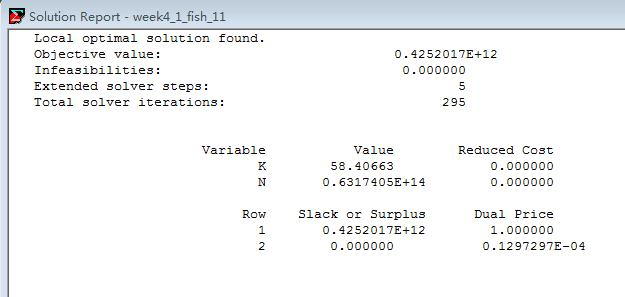 Solution Report - week4_1_fish_11
Local optimal solution found.
Objective value: 0.4252017E+12
Infeasibilities: 0.000000
Extended solver steps: 5
Total solver iterations: 295
Variable Value Reduced Cost
K 58.40663 0.000000
N 0.6317405E+14 0.000000
Row Slack or Surplus Dual Price
1 0.4252017E+12 1.000000
2 0.000000 0.1297297E-04